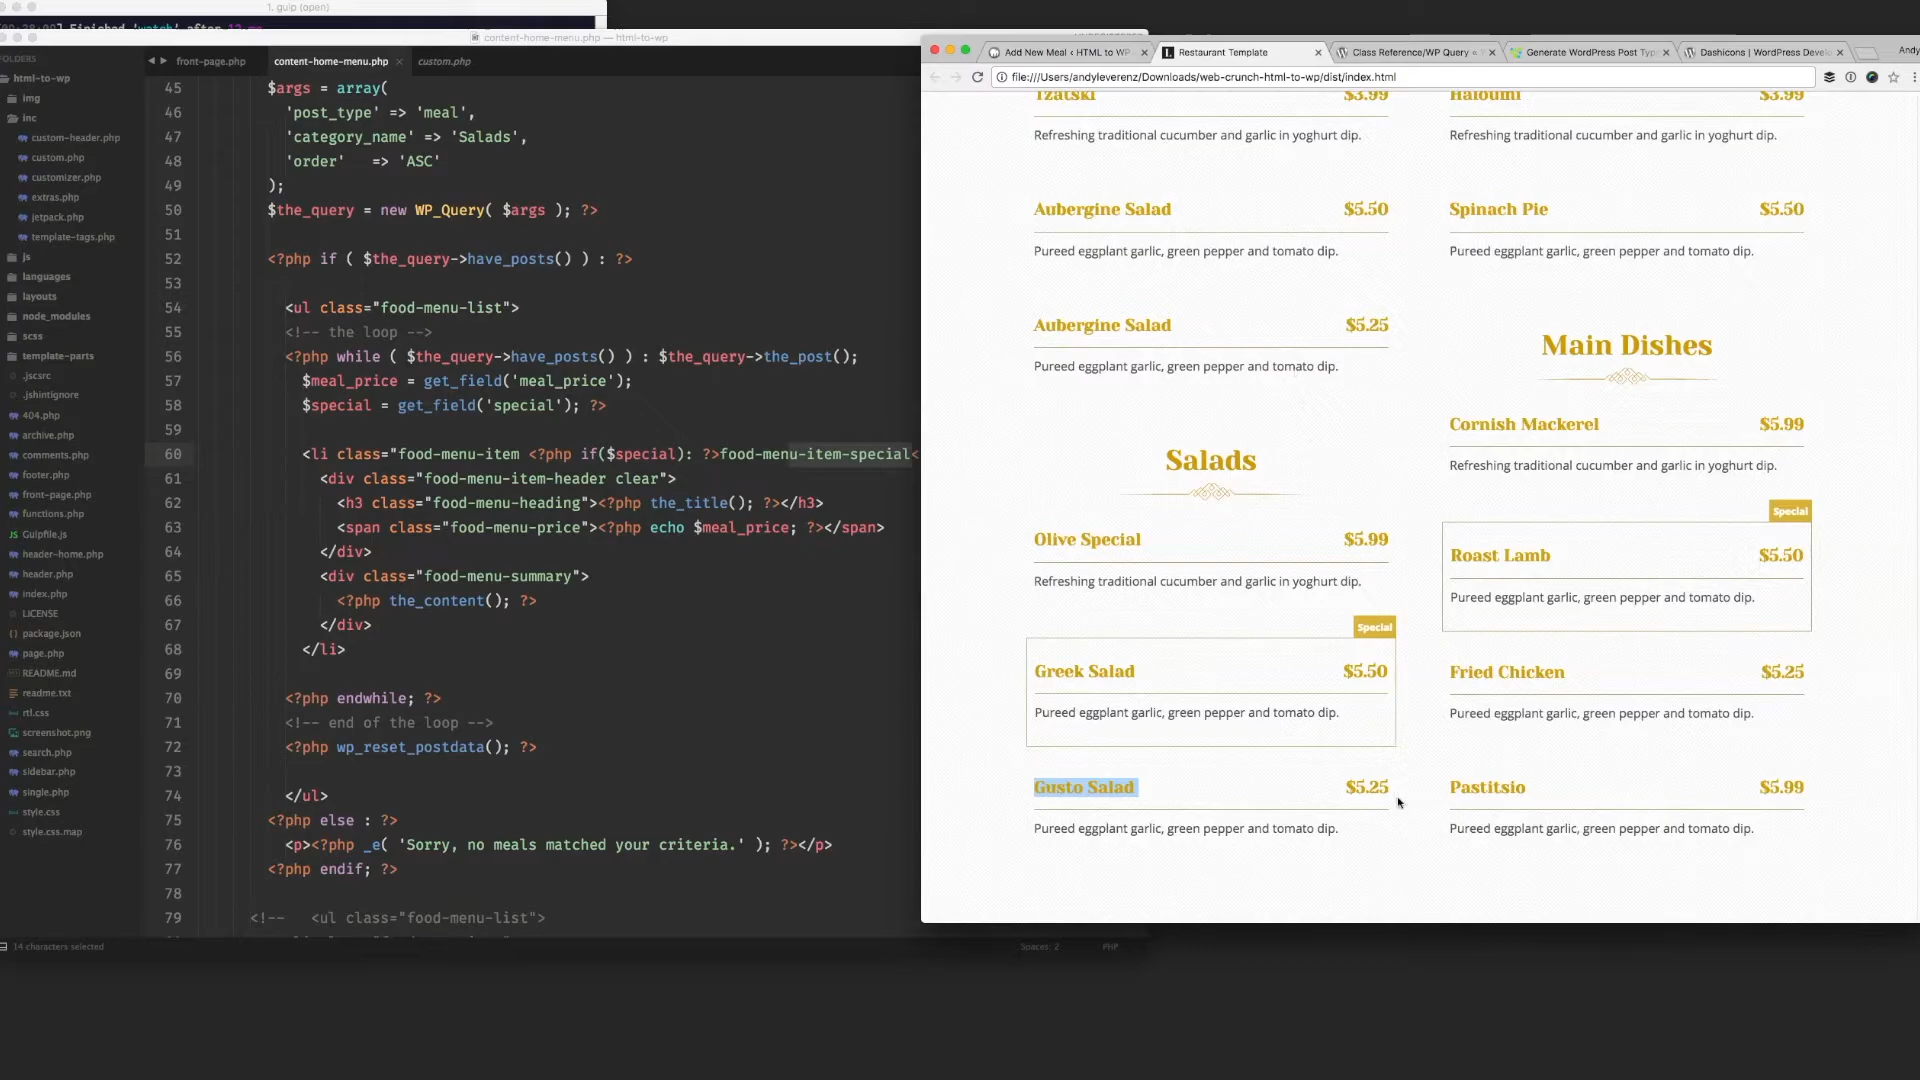 1. gulp (open)
Finished 'watch' after 12 ms
content-home-menu.php — html-to-wp
FOLDERS
html-to-wp
img
inc
custom-header.php
custom.php
customizer.php
extras.php
jetpack.php
template-tags.php
js
languages
layouts
node_modules
scss
template-parts
.jscsrc
.jshintignore
404.php
archive.php
comments.php
footer.php
front-page.php
functions.php
JS Gulpfile.js
header-home.php
header.php
index.php
LICENSE
package.json
page.php
README.md
readme.txt
rtl.css
screenshot.png
search.php
sidebar.php
single.php
style.css
style.css.map
front-page.php content-home-menu.php custom.php
45 $args = array(
46 'post_type' => 'meal',
47 'category_name' => 'Salads',
48 'order' => 'ASC'
49 );
50 $the_query = new WP_Query( $args ); ?>
51
52 <?php if ( $the_query->have_posts() ) : ?>
53
54 <ul class="food-menu-list">
55 <!-- the loop -->
56 <?php while ( $the_query->have_posts() ) : $the_query->the_post();
57 $meal_price = get_field('meal_price');
58 $special = get_field('special'); ?>
59
60 <li class="food-menu-item <?php if($special): ?>food-menu-item-special<
61 <div class="food-menu-item-header clear">
62 <h3 class="food-menu-heading"><?php the_title(); ?></h3>
63 <span class="food-menu-price"><?php echo $meal_price; ?></span>
64 </div>
65 <div class="food-menu-summary">
66 <?php the_content(); ?>
67 </div>
68 </li>
69
70 <?php endwhile; ?>
71 <!-- end of the loop -->
72 <?php wp_reset_postdata(); ?>
73
74 </ul>
75 <?php else : ?>
76 <p><?php _e( 'Sorry, no meals matched your criteria.' ); ?></p>
77 <?php endif; ?>
78
79 <!-- <ul class="food-menu-list">
14 characters selected
Spaces: 2 PHP
Add New Meal ‹ HTML to WP
Restaurant Template
Class Reference/WP Query «
Generate WordPress Post Typ
Dashicons | WordPress Develo
Andy
file:///Users/andyleverenz/Downloads/web-crunch-html-to-wp/dist/index.html
Tzatski $3.99
Refreshing traditional cucumber and garlic in yoghurt dip.
Aubergine Salad $5.50
Pureed eggplant garlic, green pepper and tomato dip.
Aubergine Salad $5.25
Pureed eggplant garlic, green pepper and tomato dip.
Salads
Olive Special $5.99
Refreshing traditional cucumber and garlic in yoghurt dip.
Special
Greek Salad $5.50
Pureed eggplant garlic, green pepper and tomato dip.
Gusto Salad $5.25
Pureed eggplant garlic, green pepper and tomato dip.
Haloumi $3.99
Refreshing traditional cucumber and garlic in yoghurt dip.
Spinach Pie $5.50
Pureed eggplant garlic, green pepper and tomato dip.
Main Dishes
Cornish Mackerel $5.99
Refreshing traditional cucumber and garlic in yoghurt dip.
Special
Roast Lamb $5.50
Pureed eggplant garlic, green pepper and tomato dip.
Fried Chicken $5.25
Pureed eggplant garlic, green pepper and tomato dip.
Pastitsio $5.99
Pureed eggplant garlic, green pepper and tomato dip.